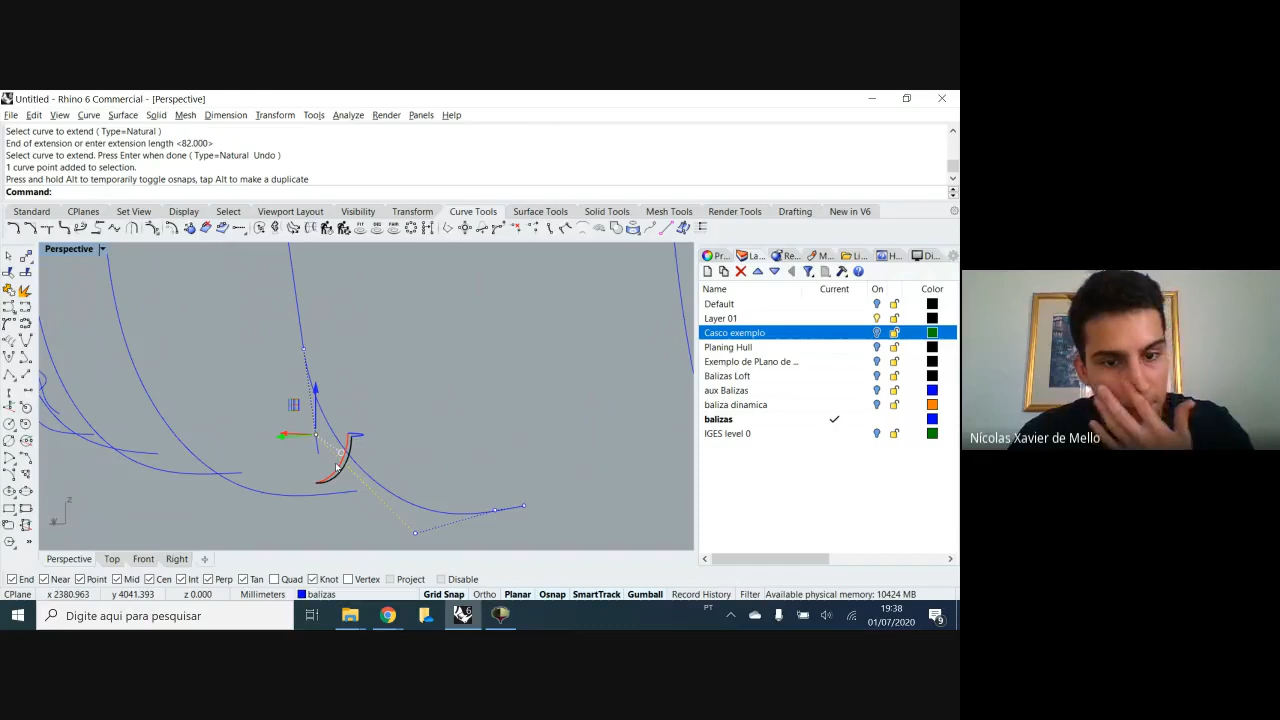 Untitled - Rhino 6 Commercial - [Perspective]
File Edit View Curve Surface Solid Mesh Dimension Transform Tools Analyze Render Panels Help
Select curve to extend ( Type=Natural )
End of extension or enter extension length <82.000>
Select curve to extend. Press Enter when done ( Type=Natural Undo )
1 curve point added to selection.
Press and hold Alt to temporarily toggle osnaps, tap Alt to make a duplicate
Command:
Standard CPlanes Set View Display Select Viewport Layout Visibility Transform Curve Tools Surface Tools Solid Tools Mesh Tools Render Tools Drafting New in V6
Perspective
Pr... La... Re... M... Li... H... Di...
Name Current On Color
Default
Layer 01
Casco exemplo
Planing Hull
Exemplo de PLano de ...
Balizas Loft
aux Balizas
baliza dinamica
balizas
IGES level 0
Nícolas Xavier de Mello
z
Perspective Top Front Right
End Near Point Mid Cen Int Perp Tan Quad Knot Vertex Project Disable
CPlane x 2380.963 y 4041.393 z 0.000 Millimeters balizas Grid Snap Ortho Planar Osnap SmartTrack Gumball Record History Filter Available physical memory: 10424 MB
Digite aqui para pesquisar
PT
19:38
01/07/2020
9